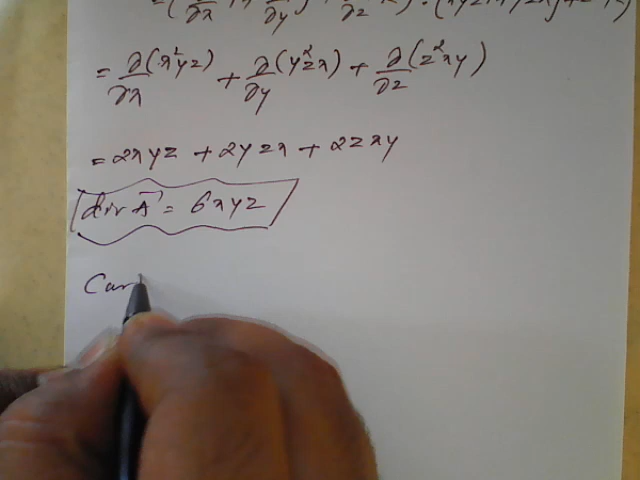 = ∂(x²yz)/∂x + ∂(y²zx)/∂y + ∂(z²xy)/∂z
= 2xyz + 2yzx + 2zxy
div A⃗ = 6xyz
Cur